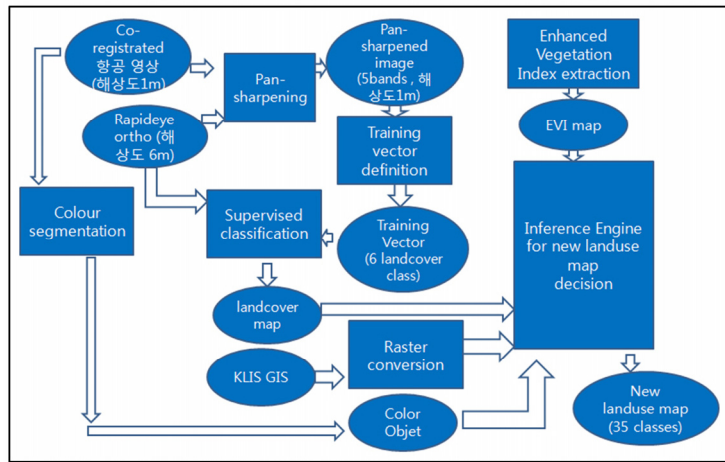 Co-
registrated
항공 영상
(해상도1m)
Pan-
sharpening
Pan-
sharpened
image
(5bands , 해
상도1m)
Enhanced
Vegetation
Index extraction
Rapideye
ortho (해
상도 6m)
EVI map
Training
vector
definition
Colour
segmentation
Supervised
classification
Training
Vector
(6 landcover
class)
Inference Engine
for new landuse
map
decision
landcover
map
KLIS GIS
Raster
conversion
Color
Objet
New
landuse map
(35 classes)